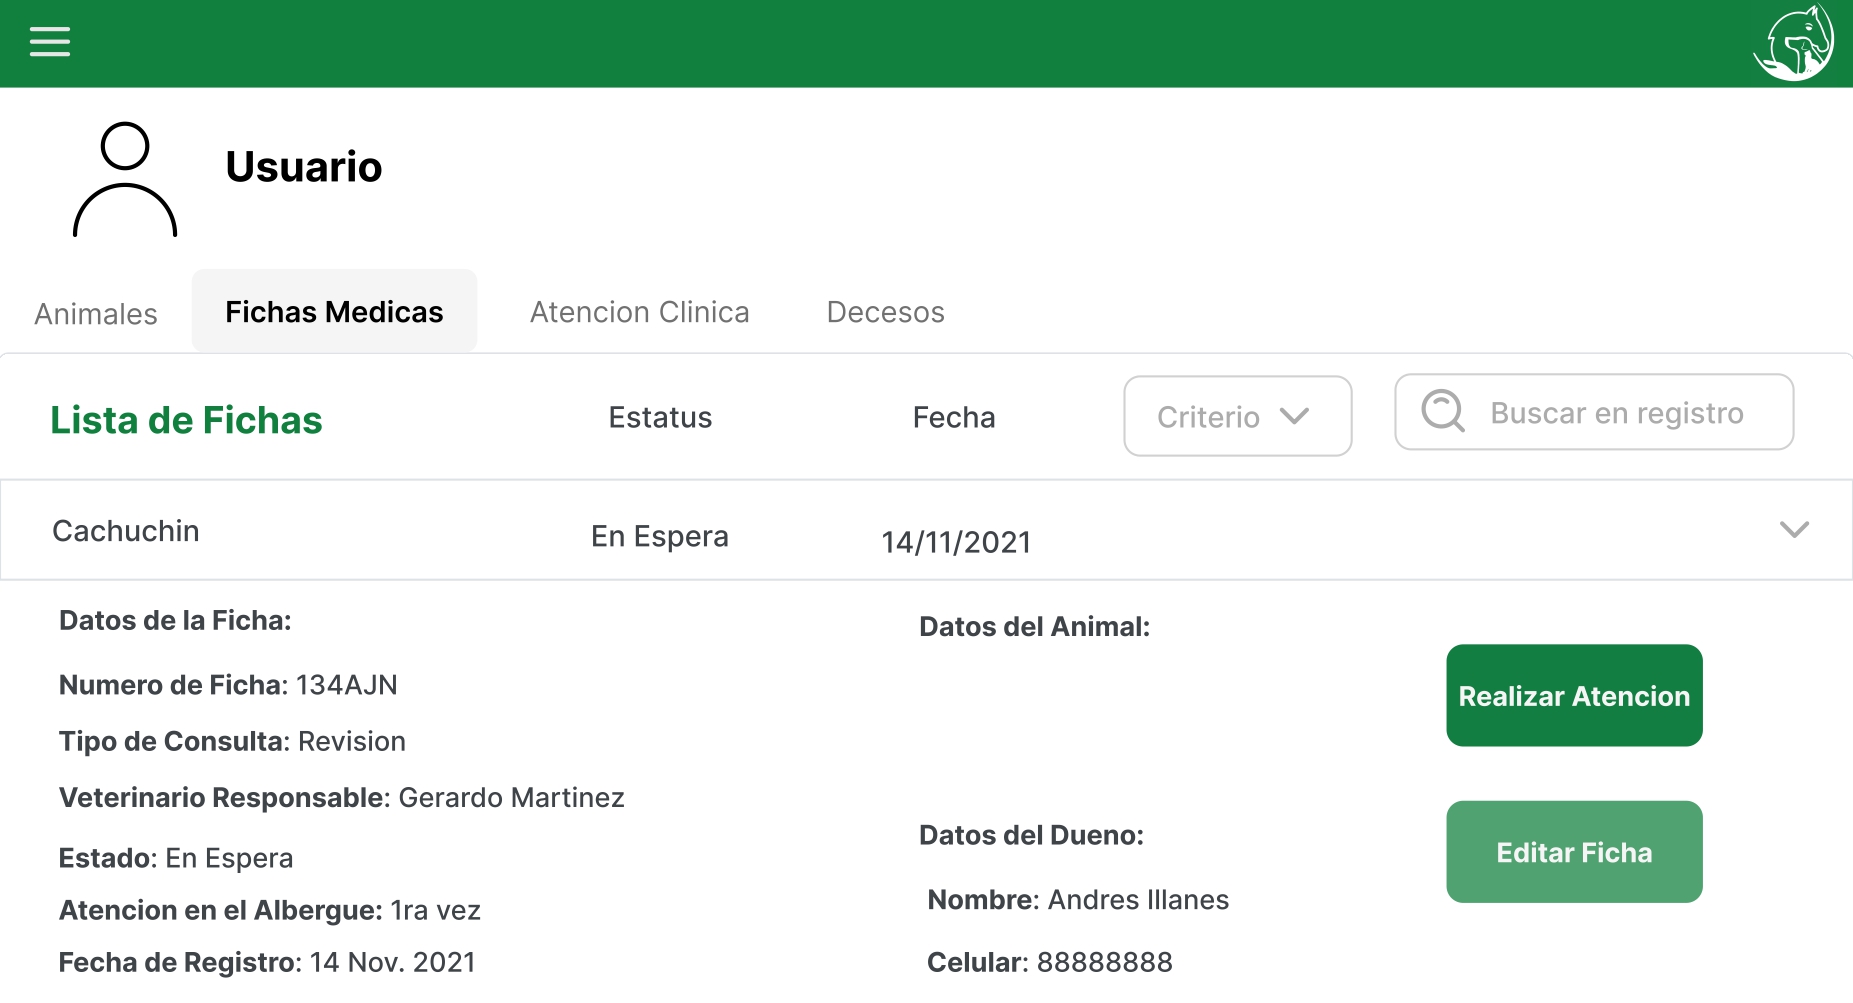 Usuario
Animales
Fichas Medicas
Atencion Clinica
Decesos
Lista de Fichas
Estatus
Fecha
Criterio
Buscar en registro
Cachuchin
En Espera
14/11/2021
Datos de la Ficha:
Numero de Ficha: 134AJN
Tipo de Consulta: Revision
Veterinario Responsable: Gerardo Martinez
Estado: En Espera
Atencion en el Albergue: 1ra vez
Fecha de Registro: 14 Nov. 2021
Datos del Animal:
Datos del Dueno:
Nombre: Andres Illanes
Celular: 88888888
Realizar Atencion
Editar Ficha